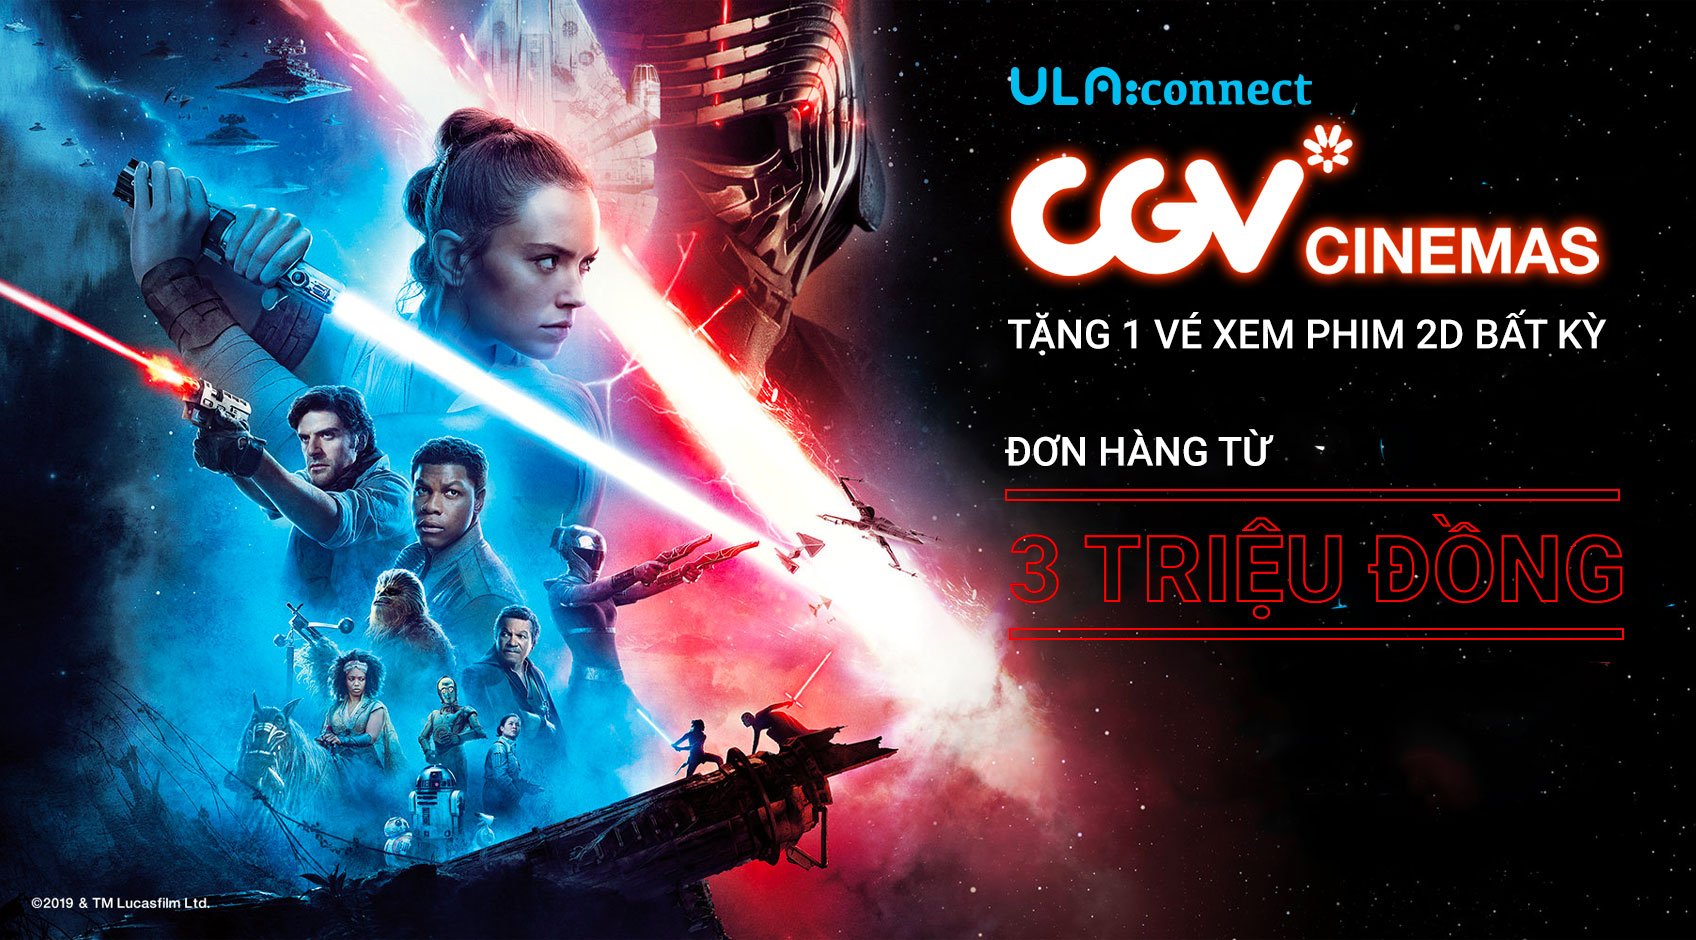 ULA:connect
CGV*
CINEMAS
TẶNG 1 VÉ XEM PHIM 2D BẤT KỲ
ĐƠN HÀNG TỪ
3 TRIỆU ĐỒNG
©2019 & TM Lucasfilm Ltd.